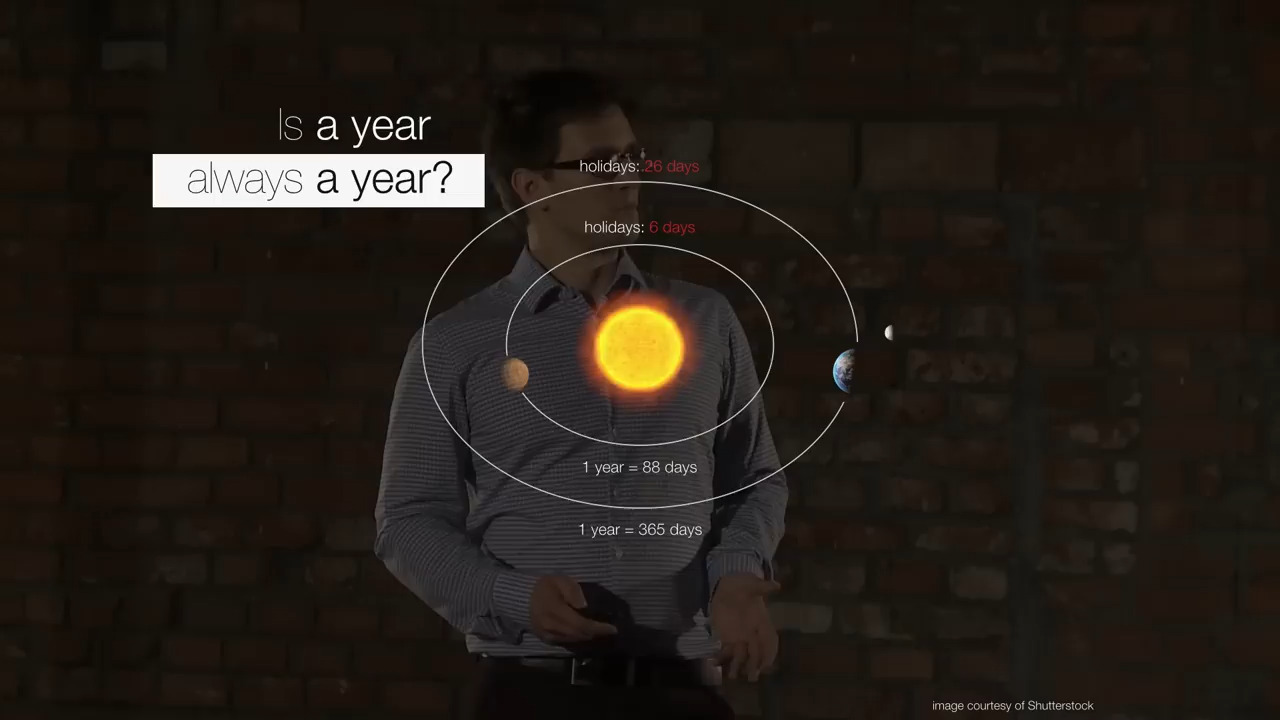 Is a year
always a year?
holidays: 26 days
holidays: 6 days
1 year = 88 days
1 year = 365 days
image courtesy of Shutterstock